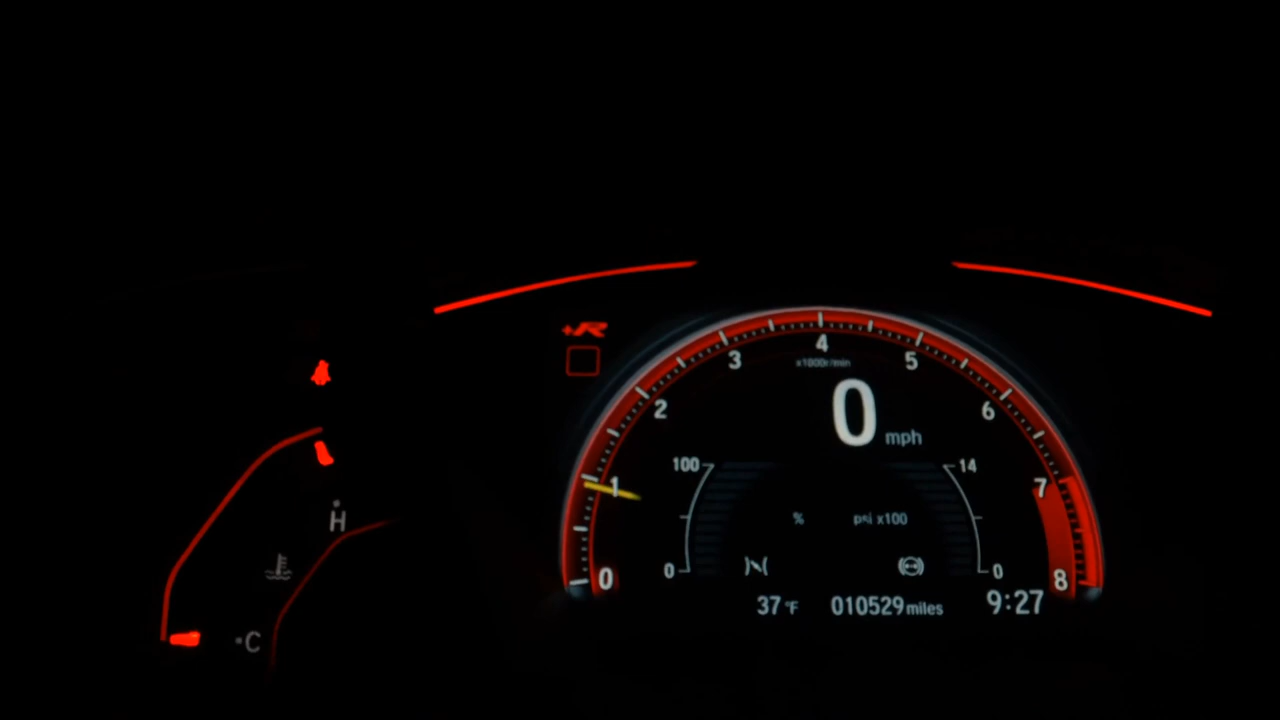 +R
4
3 5
x1000r/min
2 0 mph 6
100 14
1 7
H
% psi x100
0 0
0 8
37 °F 010529 miles 9:27
C